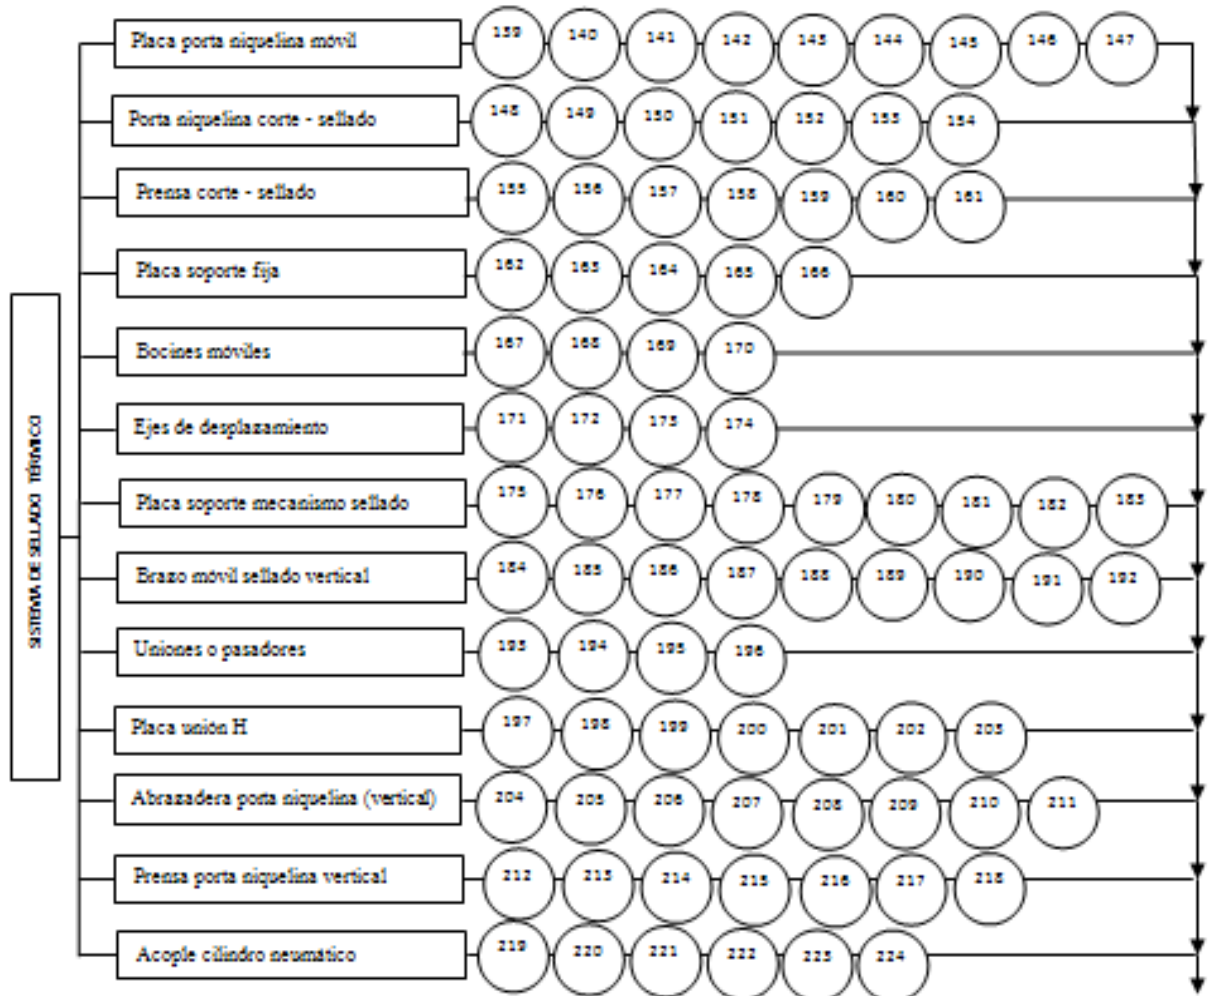 Placa porta niquelina móvil 139 140 141 142 143 144 145 146 147
Porta niquelina corte - sellado 148 149 150 151 152 153 154
Prensa corte - sellado 155 156 157 158 159 160 161
Placa soporte fija 162 163 164 165 166
Bocines móviles 167 168 169 170
Ejes de desplazamiento 171 172 173 174
SISTEMA DE SELLADO TÉRMICO
Placa soporte mecanismo sellado 175 176 177 178 179 180 181 182 183
Brazo móvil sellado vertical 184 185 186 187 188 189 190 191 192
Uniones o pasadores 193 194 195 196
Placa unión H 197 198 199 200 201 202 203
Abrazadera porta niquelina (vertical) 204 205 206 207 208 209 210 211
Prensa porta niquelina vertical 212 213 214 215 216 217 218
Acople cilindro neumático 219 220 221 222 223 224